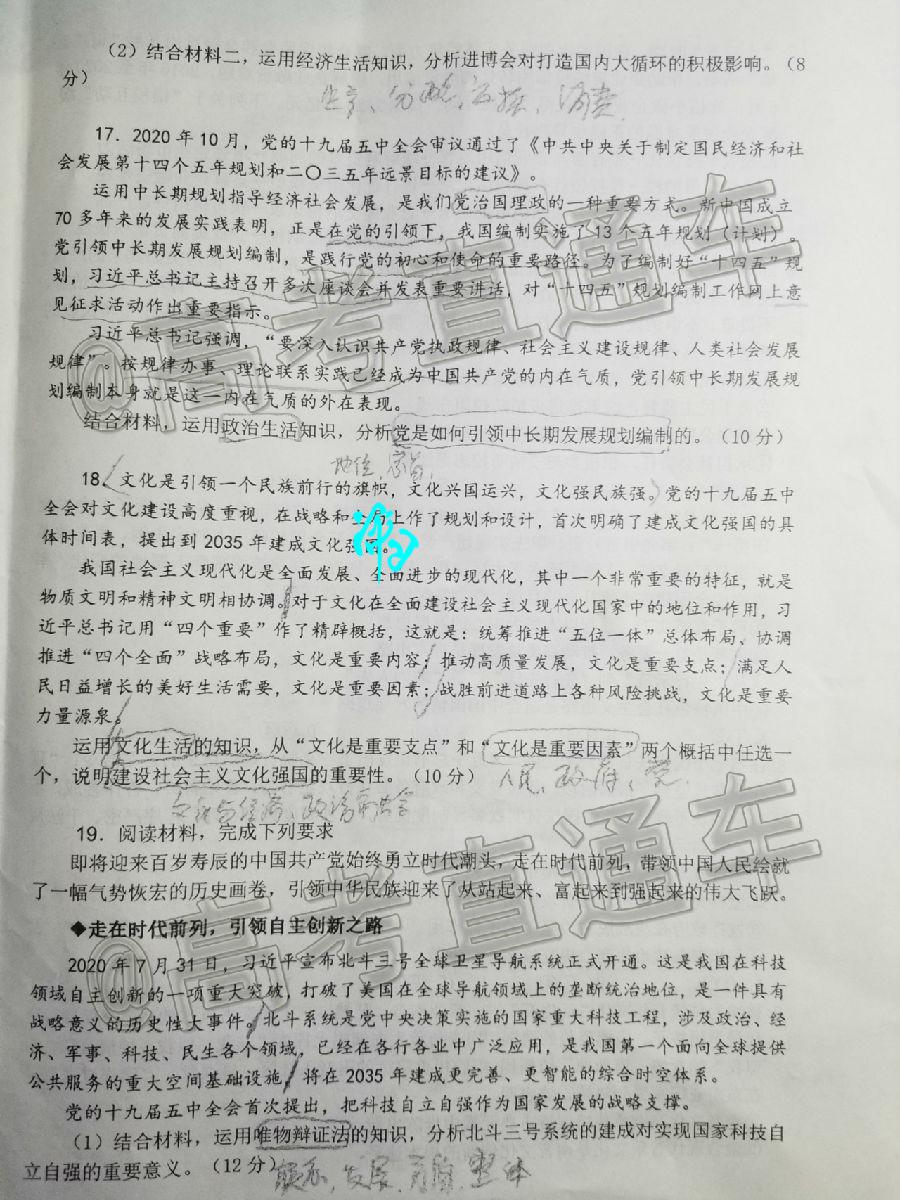 (2)结合材料二，运用经济生活知识，分析进博会对打造国内大循环的积极影响。(8
分)
生产、分配、交换、消费
17．2020年10月，党的十九届五中全会审议通过了《中共中央关于制定国民经济和社
会发展第十四个五年规划和二〇三五年远景目标的建议》。
运用中长期规划指导经济社会发展，是我们党治国理政的一种重要方式。新中国成立
70多年来的发展实践表明，正是在党的引领下，我国编制实施了13个五年规划(计划)。
党引领中长期发展规划编制，是践行党的初心和使命的重要路径。为了编制好“十四五”规
划，习近平总书记主持召开多次座谈会并发表重要讲话，对“十四五”规划编制工作网上意
见征求活动作出重要指示。
习近平总书记强调，“要深入认识共产党执政规律、社会主义建设规律、人类社会发展
规律”。按规律办事、理论联系实践已经成为中国共产党的内在气质，党引领中长期发展规
划编制本身就是这一内在气质的外在表现。
结合材料，运用政治生活知识，分析党是如何引领中长期发展规划编制的。(10分)
地位
18．文化是引领一个民族前行的旗帜，文化兴国运兴，文化强民族强。党的十九届五中
全会对文化建设高度重视，在战略和全局上作了规划和设计，首次明确了建成文化强国的具
体时间表，提出到2035年建成文化强国。
我国社会主义现代化是全面发展、全面进步的现代化，其中一个非常重要的特征，就是
物质文明和精神文明相协调。对于文化在全面建设社会主义现代化国家中的地位和作用，习
近平总书记用“四个重要”作了精辟概括，这就是：统筹推进“五位一体”总体布局、协调
推进“四个全面”战略布局，文化是重要内容；推动高质量发展，文化是重要支点；满足人
民日益增长的美好生活需要，文化是重要因素；战胜前进道路上各种风险挑战，文化是重要
力量源泉。
运用文化生活的知识，从“文化是重要支点”和“文化是重要因素”两个概括中任选一
个，说明建设社会主义文化强国的重要性。(10分) 人民、政府、党
文化与经济、政治
19．阅读材料，完成下列要求
即将迎来百岁寿辰的中国共产党始终勇立时代潮头，走在时代前列，带领中国人民绘就
了一幅气势恢宏的历史画卷，引领中华民族迎来了从站起来、富起来到强起来的伟大飞跃。
◆走在时代前列，引领自主创新之路
2020年7月31日，习近平宣布北斗三号全球卫星导航系统正式开通。这是我国在科技
领域自主创新的一项重大突破，打破了美国在全球导航领域上的垄断统治地位，是一件具有
战略意义的历史性大事件。北斗系统是党中央决策实施的国家重大科技工程，涉及政治、经
济、军事、科技、民生各个领域，已经在各行各业中广泛应用，是我国第一个面向全球提供
公共服务的重大空间基础设施，将在2035年建成更完善、更智能的综合时空体系。
党的十九届五中全会首次提出，把科技自立自强作为国家发展的战略支撑。
(1)结合材料，运用唯物辩证法的知识，分析北斗三号系统的建成对实现国家科技自
立自强的重要意义。(12分) 联系、发展、矛盾、整体
@高考直通车
@高考直通车